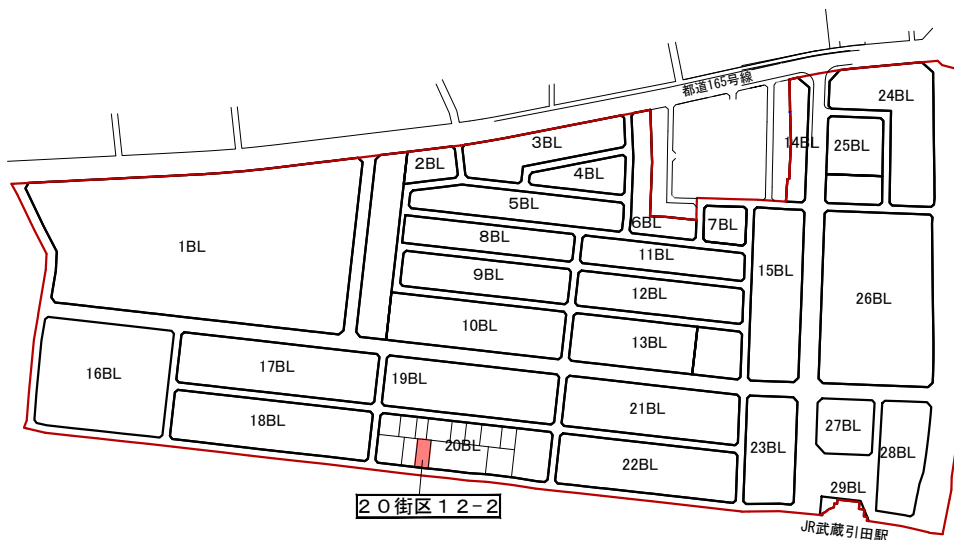 都道165号線
24BL
14BL
25BL
3BL
2BL
4BL
5BL
6BL
7BL
1BL
8BL
11BL
15BL
9BL
12BL
26BL
10BL
13BL
16BL
17BL
19BL
21BL
18BL
20BL
27BL
28BL
22BL
23BL
29BL
20街区12-2
JR武蔵引田駅